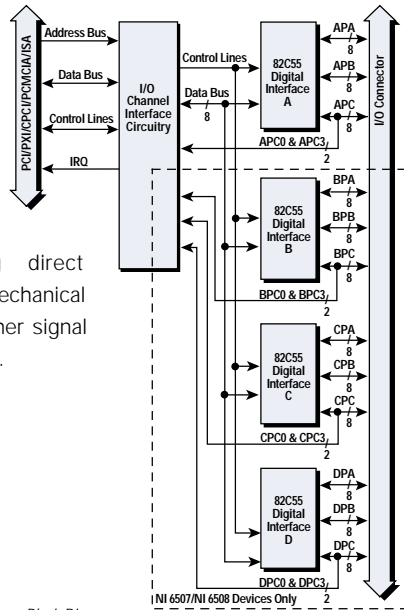 PCI/PXI/CPCI/PCMCIA/ISA
Address Bus
Data Bus
Control Lines
IRQ
I/O
Channel
Interface
Circuitry
Control Lines
Data Bus
8
82C55
Digital
Interface
A
APA
8
APB
8
APC
8
APC0 & APC3
2
I/O Connector
82C55
Digital
Interface
B
BPA
8
BPB
8
BPC
8
BPC0 & BPC3
2
direct
echanical
signal
82C55
Digital
Interface
C
CPA
8
CPB
8
CPC
8
CPC0 & CPC3
2
82C55
Digital
Interface
D
DPA
8
DPB
8
DPC
8
DPC0 & DPC3
2
NI 6507/NI 6508 Devices Only